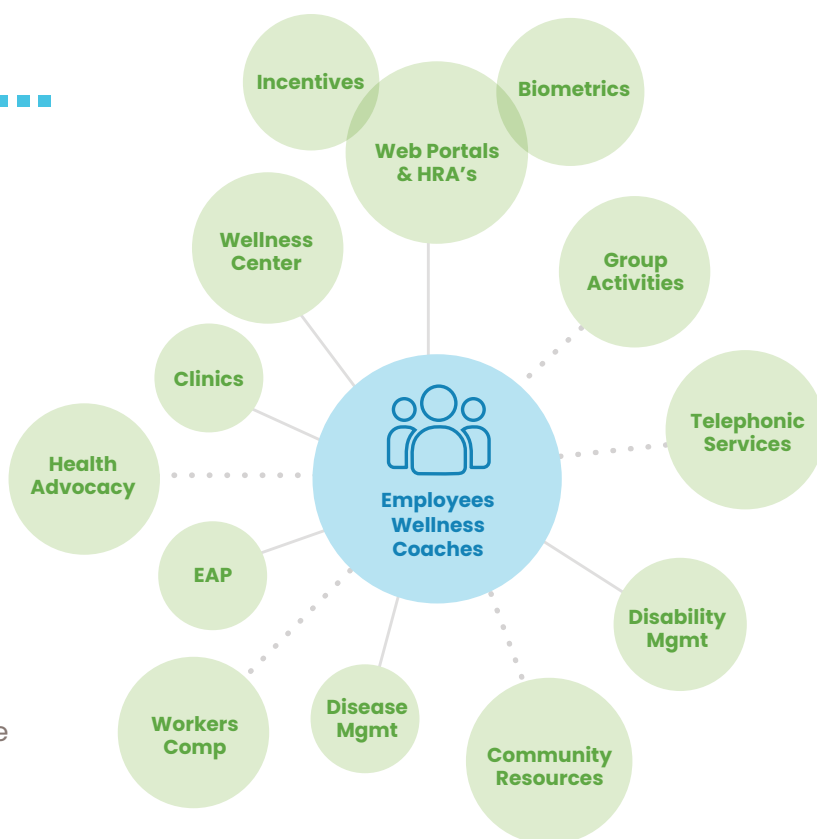 Incentives
Biometrics
Web Portals
& HRA's
Wellness
Center
Group
Activities
Clinics
Telephonic
Services
Health
Advocacy
Employees
Wellness
Coaches
EAP
Disability
Mgmt
Workers
Comp
Disease
Mgmt
Community
Resources
e